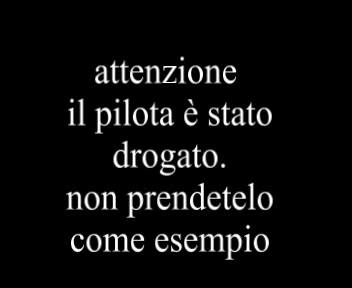 attenzione
il pilota è stato
drogato.
non prendetelo
come esempio